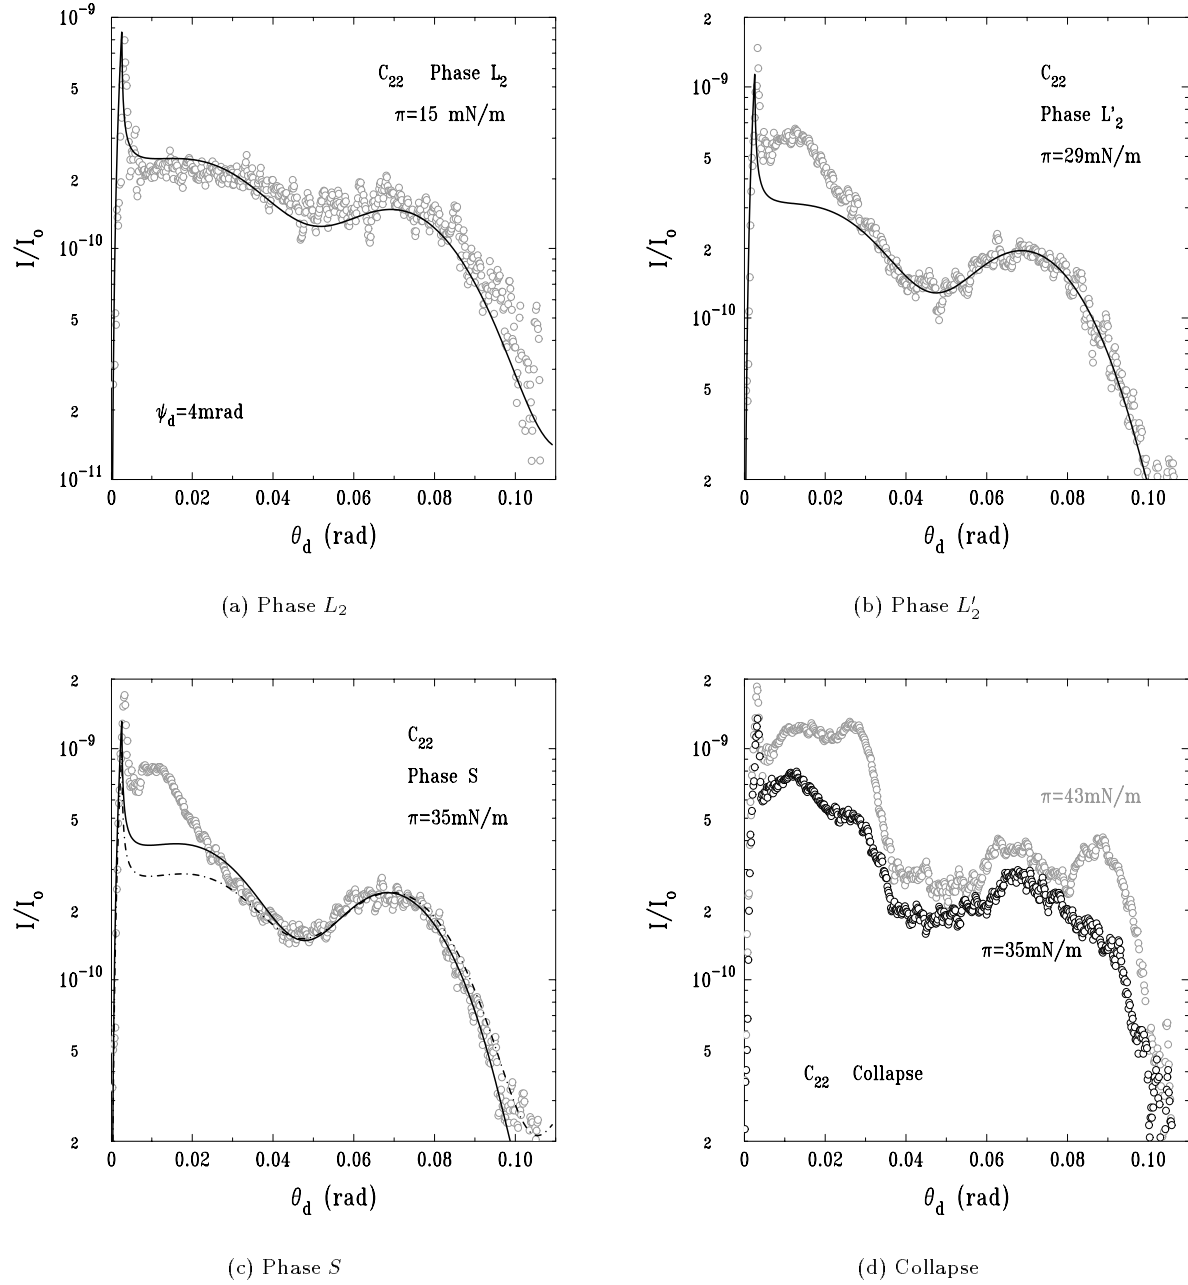 10⁻⁹
5
2
10⁻¹⁰
5
2
10⁻¹¹
I/I₀
C₂₂ Phase L₂
π=15 mN/m
ψ_d=4mrad
0 0.02 0.04 0.06 0.08 0.10
θ_d (rad)
(a) Phase L₂
2
10⁻⁹
5
2
10⁻¹⁰
5
2
I/I₀
C₂₂
Phase L'₂
π=29mN/m
0 0.02 0.04 0.06 0.08 0.10
θ_d (rad)
(b) Phase L'₂
2
10⁻⁹
5
2
10⁻¹⁰
5
2
I/I₀
C₂₂
Phase S
π=35mN/m
0 0.02 0.04 0.06 0.08 0.10
θ_d (rad)
(c) Phase S
2
10⁻⁹
5
2
10⁻¹⁰
5
2
I/I₀
π=43mN/m
π=35mN/m
C₂₂ Collapse
0 0.02 0.04 0.06 0.08 0.10
θ_d (rad)
(d) Collapse